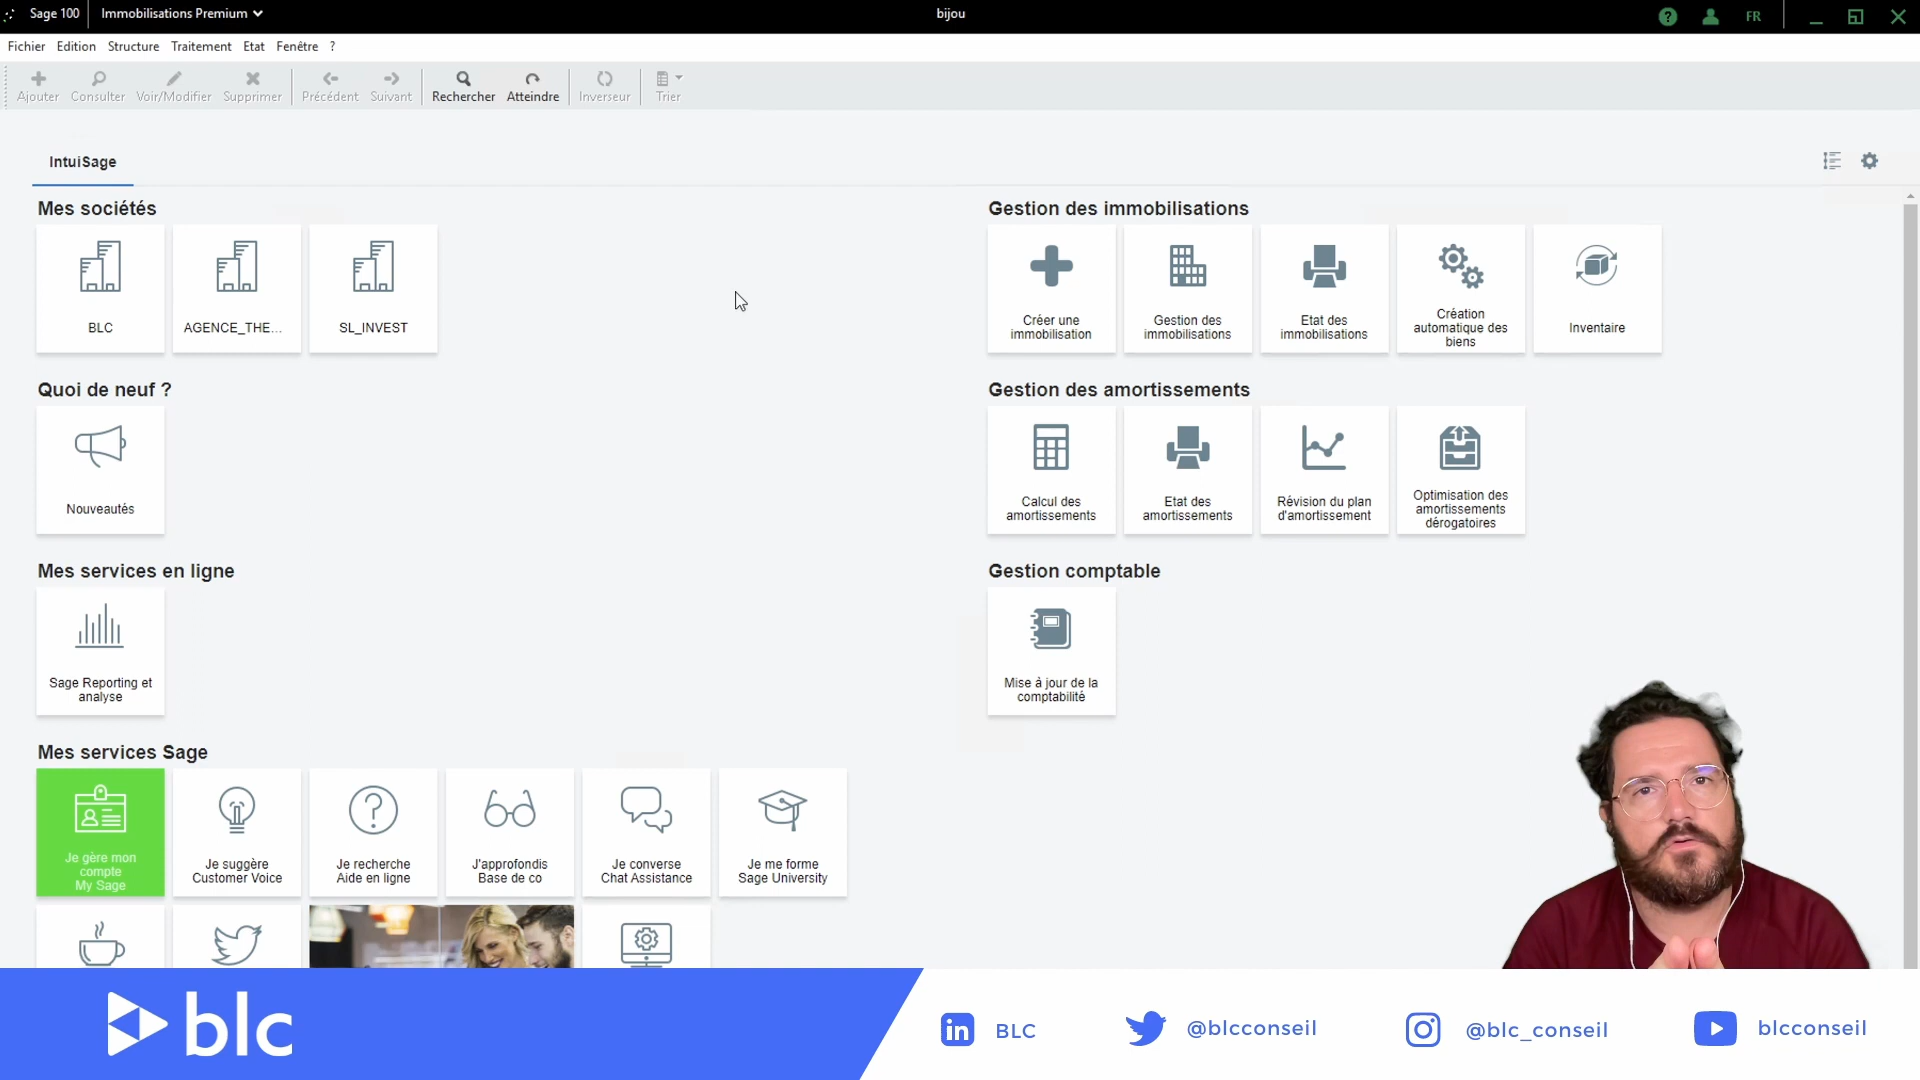 Sage 100
Immobilisations Premium
bijou
FR
Fichier Edition Structure Traitement Etat Fenêtre ?
Ajouter Consulter Voir/Modifier Supprimer Précédent Suivant Rechercher Atteindre Inverseur Trier
IntuiSage
Mes sociétés
BLC
AGENCE_THE...
SL_INVEST
Quoi de neuf ?
Nouveautés
Mes services en ligne
Sage Reporting et
analyse
Mes services Sage
Je gère mon
compte
My Sage
Je suggère
Customer Voice
Je recherche
Aide en ligne
J'approfondis
Base de co
Je converse
Chat Assistance
Je me forme
Sage University
Gestion des immobilisations
Créer une
immobilisation
Gestion des
immobilisations
Etat des
immobilisations
Création
automatique des
biens
Inventaire
Gestion des amortissements
Calcul des
amortissements
Etat des
amortissements
Révision du plan
d'amortissement
Optimisation des
amortissements
dérogatoires
Gestion comptable
Mise à jour de la
comptabilité
blc
in BLC
@blcconseil
@blc_conseil
blcconseil